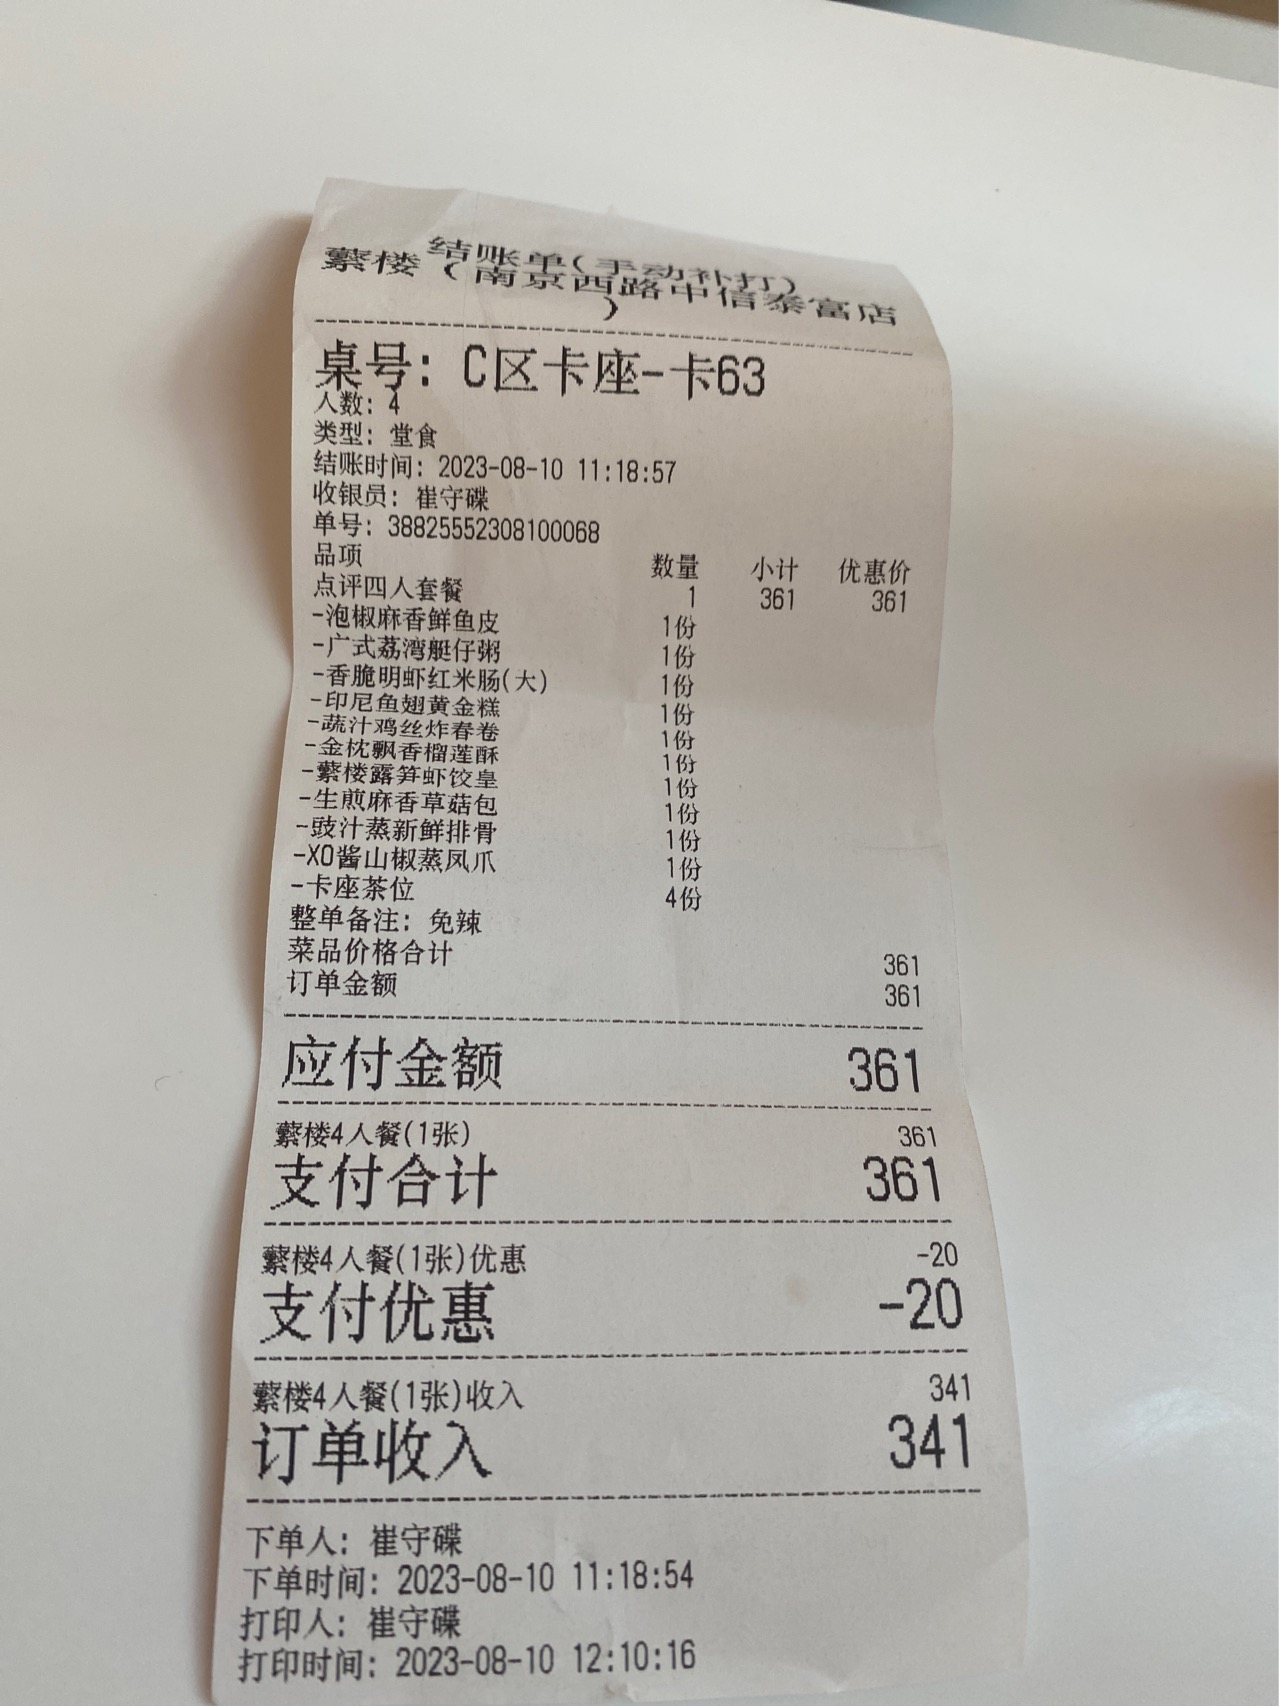 结账单(手动补打)
蘩楼（南京西路中信泰富店
）
桌号: C区卡座-卡63
人数: 4
类型: 堂食
结账时间: 2023-08-10 11:18:57
收银员: 崔守碟
单号: 38825552308100068
品项 数量 小计 优惠价
点评四人套餐 1 361 361
-泡椒麻香鲜鱼皮 1份
-广式荔湾艇仔粥 1份
-香脆明虾红米肠(大) 1份
-印尼鱼翅黄金糕 1份
-蔬汁鸡丝炸春卷 1份
-金枕飘香榴莲酥 1份
-蘩楼露笋虾饺皇 1份
-生煎麻香草菇包 1份
-豉汁蒸新鲜排骨 1份
-XO酱山椒蒸凤爪 1份
-卡座茶位 4份
整单备注: 免辣
菜品价格合计 361
订单金额 361
应付金额 361
蘩楼4人餐(1张) 361
支付合计 361
蘩楼4人餐(1张)优惠 -20
支付优惠 -20
蘩楼4人餐(1张)收入 341
订单收入 341
下单人: 崔守碟
下单时间: 2023-08-10 11:18:54
打印人: 崔守碟
打印时间: 2023-08-10 12:10:16